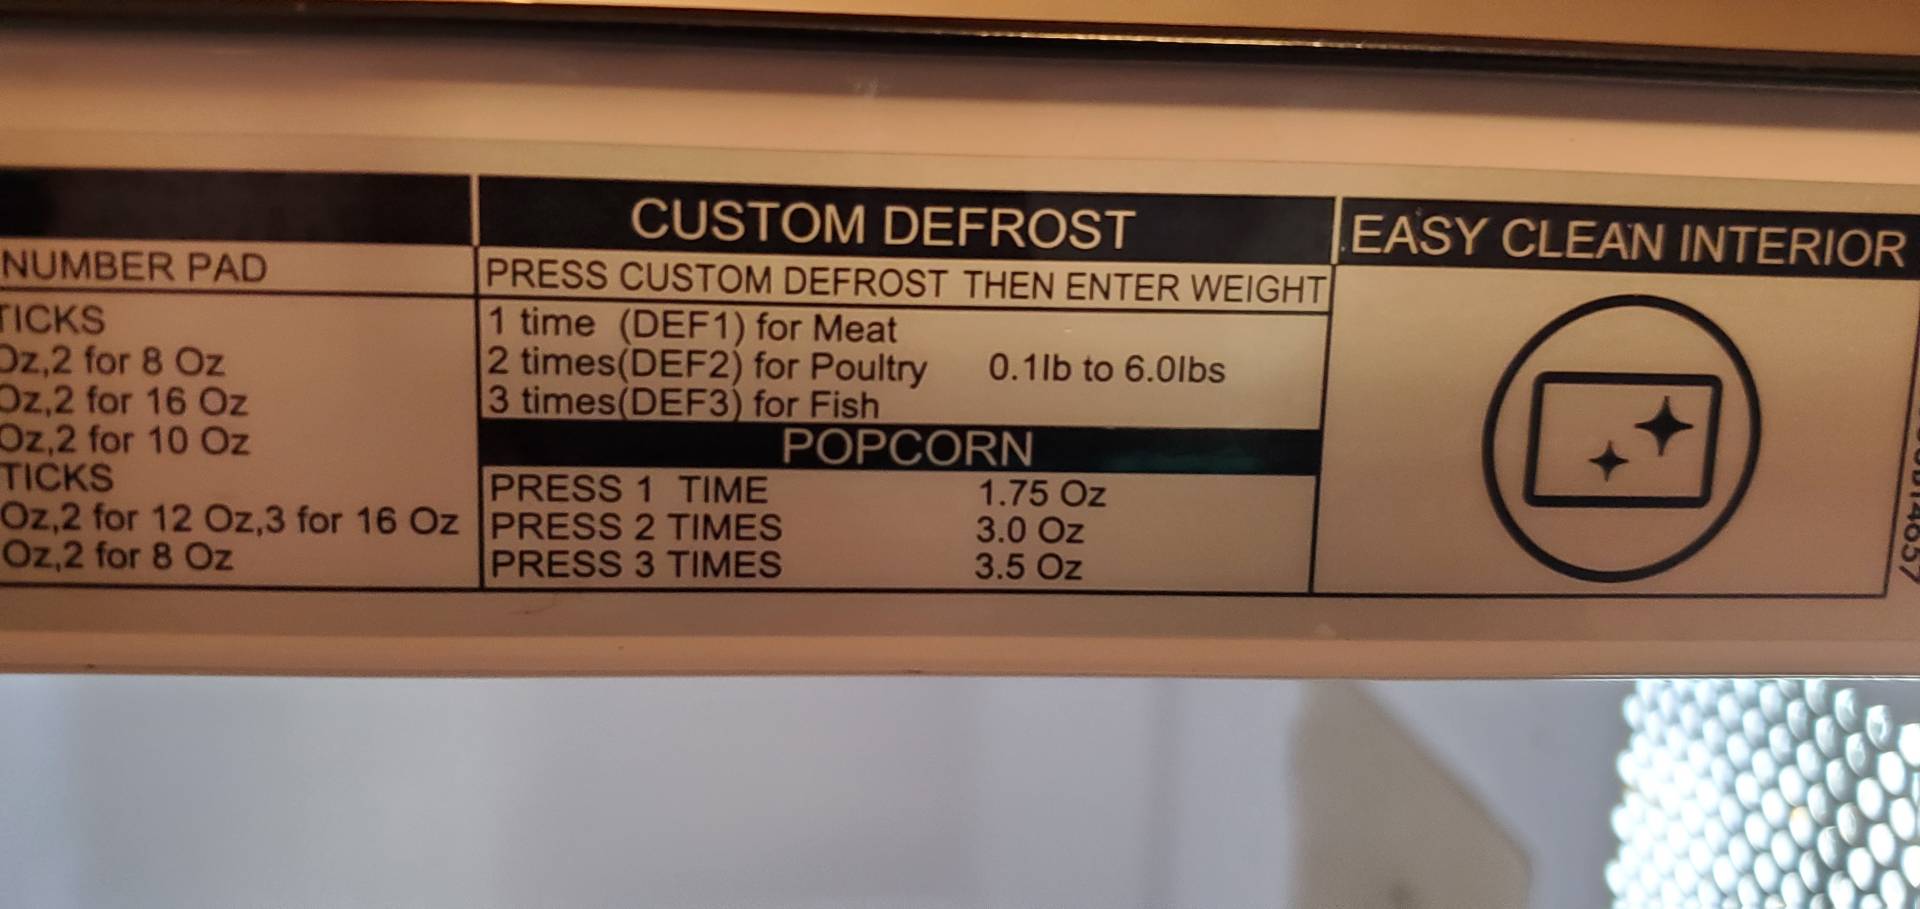 NUMBER PAD
TICKS
Oz,2 for 8 Oz
Oz,2 for 16 Oz
Oz,2 for 10 Oz
TICKS
Oz,2 for 12 Oz,3 for 16 Oz
Oz,2 for 8 Oz
CUSTOM DEFROST
PRESS CUSTOM DEFROST THEN ENTER WEIGHT
1 time (DEF1) for Meat
2 times(DEF2) for Poultry 0.1lb to 6.0lbs
3 times(DEF3) for Fish
POPCORN
PRESS 1 TIME 1.75 Oz
PRESS 2 TIMES 3.0 Oz
PRESS 3 TIMES 3.5 Oz
EASY CLEAN INTERIOR